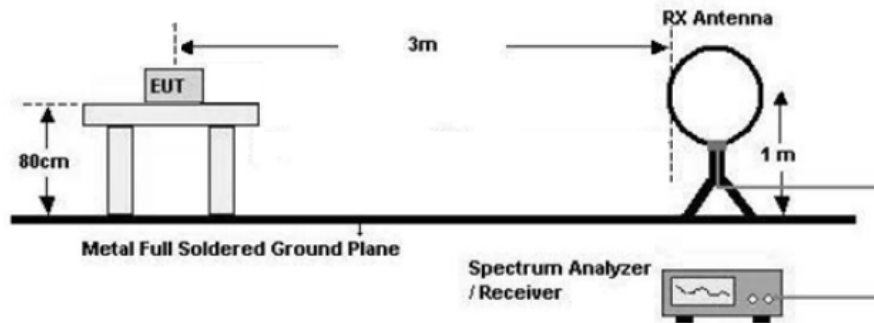 RX Antenna
3m
EUT
80cm
1 m
Metal Full Soldered Ground Plane
Spectrum Analyzer
/ Receiver